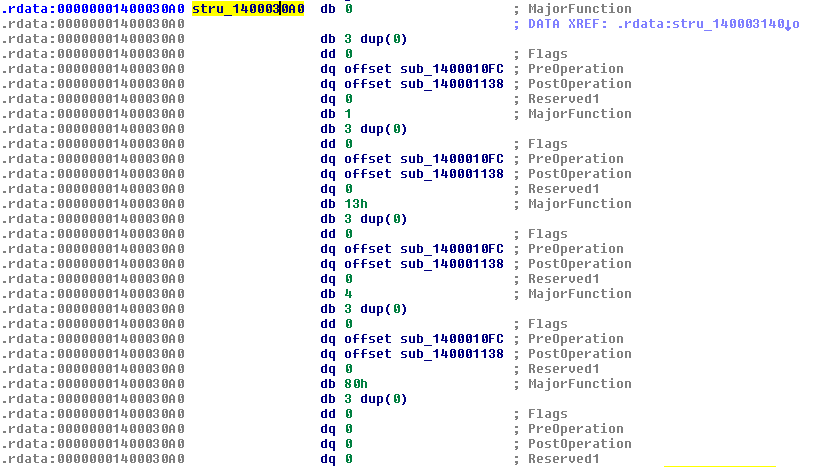 .rdata:00000001400030A0 stru_1400030A0 db 0 ; MajorFunction
.rdata:00000001400030A0 ; DATA XREF: .rdata:stru_140003140↓o
.rdata:00000001400030A0 db 3 dup(0)
.rdata:00000001400030A0 dd 0 ; Flags
.rdata:00000001400030A0 dq offset sub_1400010FC ; PreOperation
.rdata:00000001400030A0 dq offset sub_140001138 ; PostOperation
.rdata:00000001400030A0 dq 0 ; Reserved1
.rdata:00000001400030A0 db 1 ; MajorFunction
.rdata:00000001400030A0 db 3 dup(0)
.rdata:00000001400030A0 dd 0 ; Flags
.rdata:00000001400030A0 dq offset sub_1400010FC ; PreOperation
.rdata:00000001400030A0 dq offset sub_140001138 ; PostOperation
.rdata:00000001400030A0 dq 0 ; Reserved1
.rdata:00000001400030A0 db 13h ; MajorFunction
.rdata:00000001400030A0 db 3 dup(0)
.rdata:00000001400030A0 dd 0 ; Flags
.rdata:00000001400030A0 dq offset sub_1400010FC ; PreOperation
.rdata:00000001400030A0 dq offset sub_140001138 ; PostOperation
.rdata:00000001400030A0 dq 0 ; Reserved1
.rdata:00000001400030A0 db 4 ; MajorFunction
.rdata:00000001400030A0 db 3 dup(0)
.rdata:00000001400030A0 dd 0 ; Flags
.rdata:00000001400030A0 dq offset sub_1400010FC ; PreOperation
.rdata:00000001400030A0 dq offset sub_140001138 ; PostOperation
.rdata:00000001400030A0 dq 0 ; Reserved1
.rdata:00000001400030A0 db 80h ; MajorFunction
.rdata:00000001400030A0 db 3 dup(0)
.rdata:00000001400030A0 dd 0 ; Flags
.rdata:00000001400030A0 dq 0 ; PreOperation
.rdata:00000001400030A0 dq 0 ; PostOperation
.rdata:00000001400030A0 dq 0 ; Reserved1